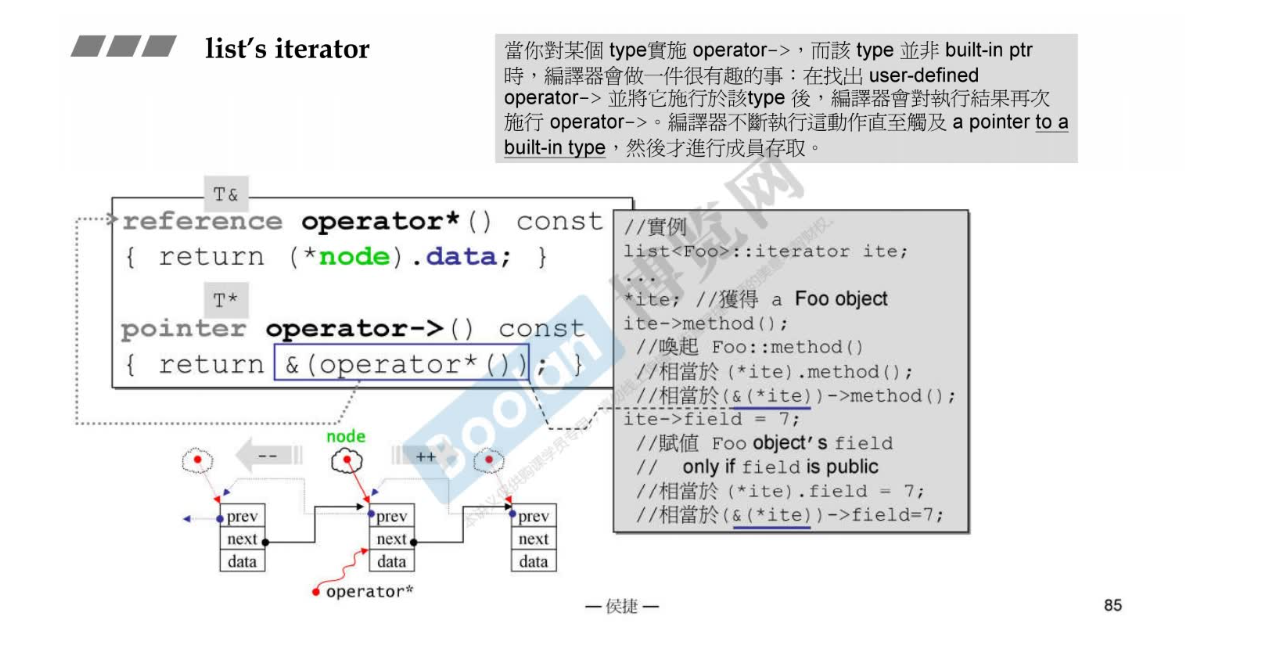 list's iterator
當你對某個 type實施 operator->，而該 type 並非 built-in ptr
時，編譯器會做一件很有趣的事：在找出 user-defined
operator-> 並將它施行於該type 後，編譯器會對執行結果再次
施行 operator->。編譯器不斷執行這動作直至觸及 a pointer to a
built-in type，然後才進行成員存取。
T&
reference operator*() const
{ return (*node).data; }
T*
pointer operator->() const
{ return &(operator*()); }
//實例
list<Foo>::iterator ite;
...
*ite; //獲得 a Foo object
ite->method();
//喚起 Foo::method()
//相當於 (*ite).method();
//相當於(&(*ite))->method();
ite->field = 7;
//賦值 Foo object's field
// only if field is public
//相當於 (*ite).field = 7;
//相當於(&(*ite))->field=7;
node
--
++
prev
next
data
prev
next
data
prev
next
data
operator*
Boolan
博览网
— 侯捷 —
85